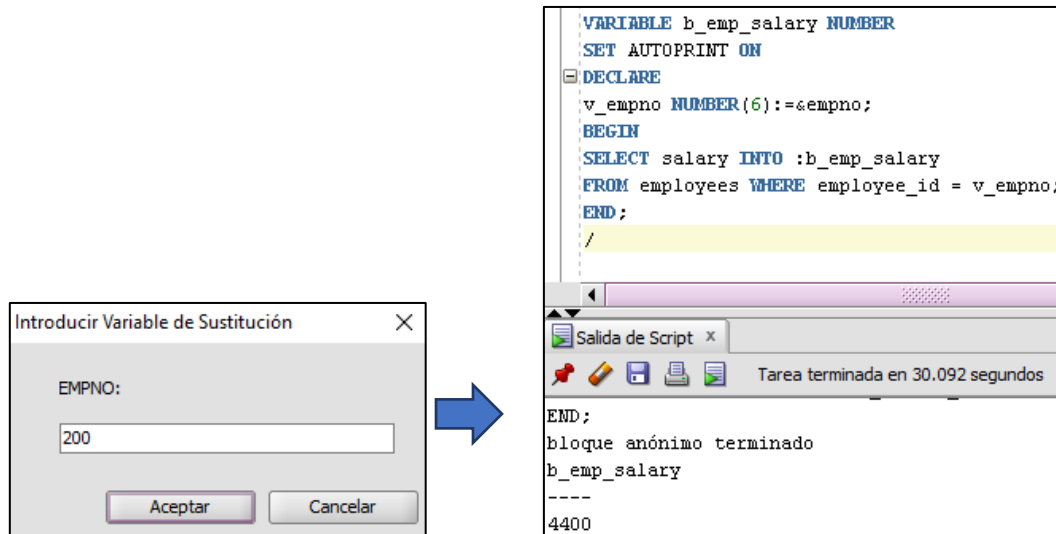 VARIABLE b_emp_salary NUMBER
SET AUTOPRINT ON
DECLARE
v_empno NUMBER(6):=&empno;
BEGIN
SELECT salary INTO :b_emp_salary
FROM employees WHERE employee_id = v_empno;
END;
/
Introducir Variable de Sustitución
EMPNO:
200
Aceptar Cancelar
Salida de Script x
Tarea terminada en 30.092 segundos
END;
bloque anónimo terminado
b_emp_salary
----
4400